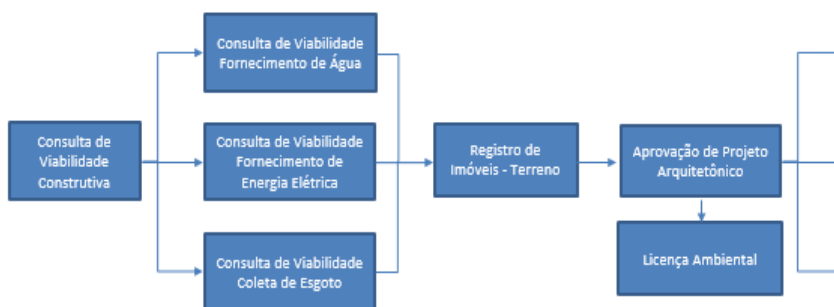 Consulta de
Viabilidade
Construtiva
Consulta de Viabilidade
Fornecimento de Água
Consulta de Viabilidade
Fornecimento de
Energia Elétrica
Consulta de Viabilidade
Coleta de Esgoto
Registro de
Imóveis - Terreno
Aprovação de Projeto
Arquitetônico
Licença Ambiental